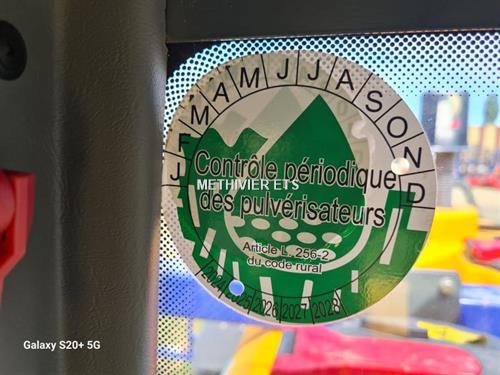 J F M A M J J A S O N D
Contrôle périodique
METHIVIER ETS
des pulvérisateurs
Article L. 256-2
du code rural
2024 2025 2026 2027 2028
Galaxy S20+ 5G